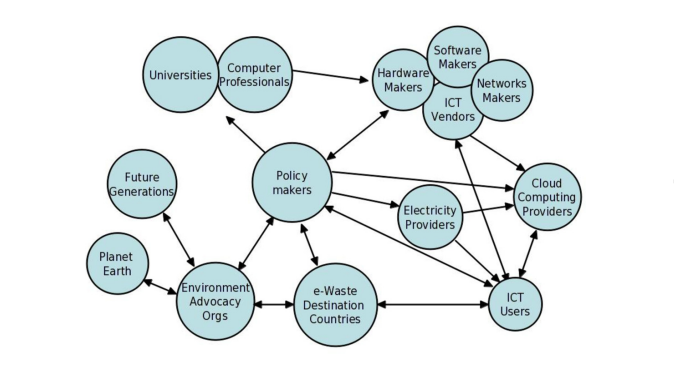 Universities
Computer
Professionals
Hardware
Makers
Software
Makers
Networks
Makers
ICT
Vendors
Future
Generations
Policy
makers
Electricity
Providers
Cloud
Computing
Providers
Planet
Earth
Environment
Advocacy
Orgs
e-Waste
Destination
Countries
ICT
Users